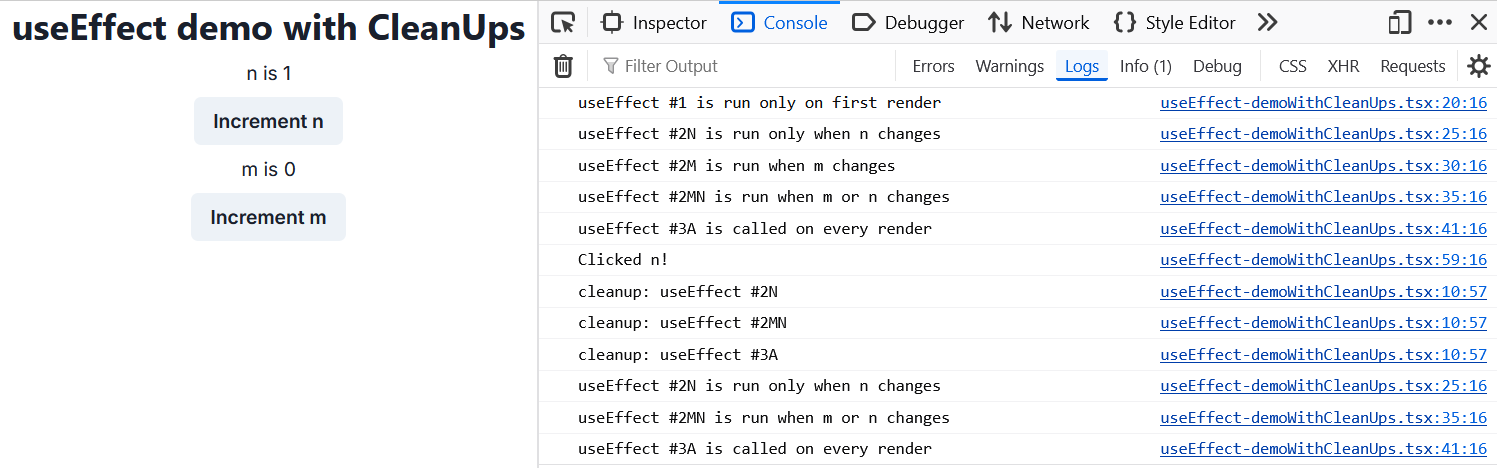 useEffect demo with CleanUps
n is 1
Increment n
m is 0
Increment m
Inspector Console Debugger Network Style Editor
Filter Output Errors Warnings Logs Info (1) Debug CSS XHR Requests
useEffect #1 is run only on first render useEffect-demoWithCleanUps.tsx:20:16
useEffect #2N is run only when n changes useEffect-demoWithCleanUps.tsx:25:16
useEffect #2M is run when m changes useEffect-demoWithCleanUps.tsx:30:16
useEffect #2MN is run when m or n changes useEffect-demoWithCleanUps.tsx:35:16
useEffect #3A is called on every render useEffect-demoWithCleanUps.tsx:41:16
Clicked n! useEffect-demoWithCleanUps.tsx:59:16
cleanup: useEffect #2N useEffect-demoWithCleanUps.tsx:10:57
cleanup: useEffect #2MN useEffect-demoWithCleanUps.tsx:10:57
cleanup: useEffect #3A useEffect-demoWithCleanUps.tsx:10:57
useEffect #2N is run only when n changes useEffect-demoWithCleanUps.tsx:25:16
useEffect #2MN is run when m or n changes useEffect-demoWithCleanUps.tsx:35:16
useEffect #3A is called on every render useEffect-demoWithCleanUps.tsx:41:16